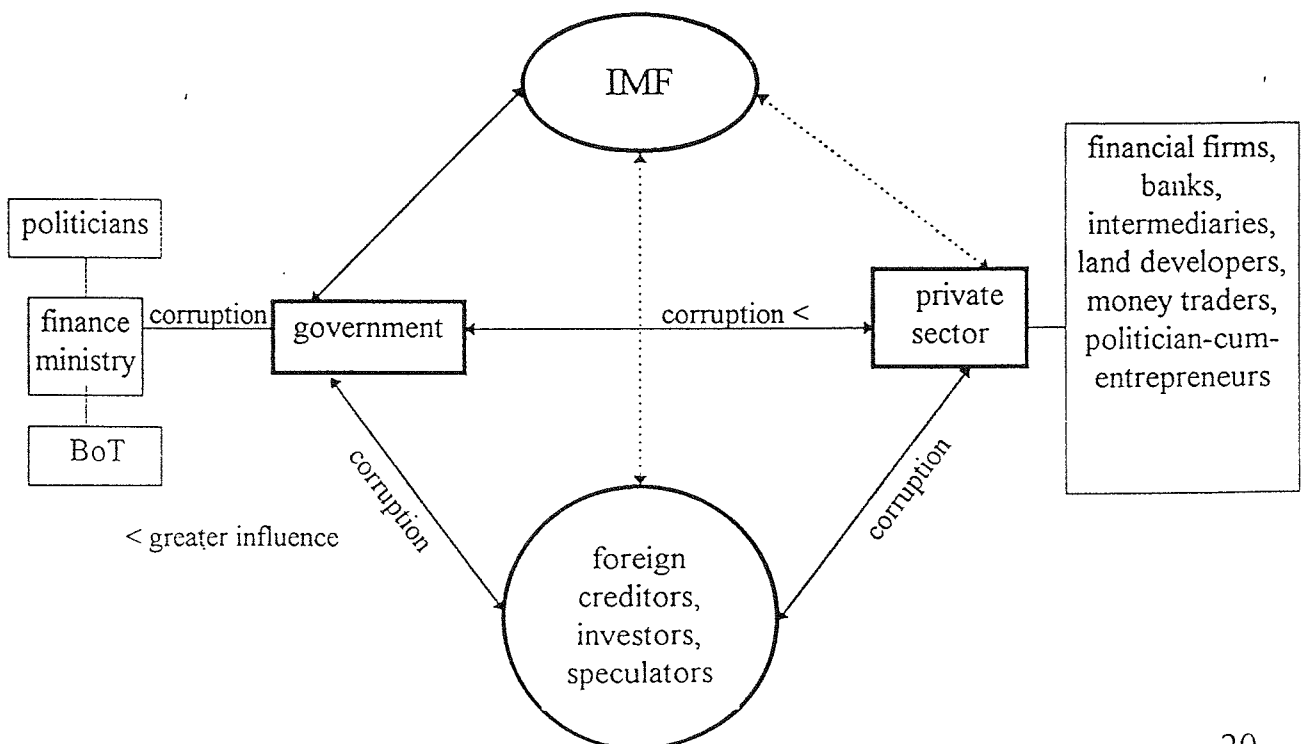 IMF
financial firms,
banks,
intermediaries,
land developers,
money traders,
politician-cum-
entrepreneurs
politicians
finance
ministry
corruption
government
corruption <
private
sector
BoT
corruption
corruption
< greater influence
foreign
creditors,
investors,
speculators
20